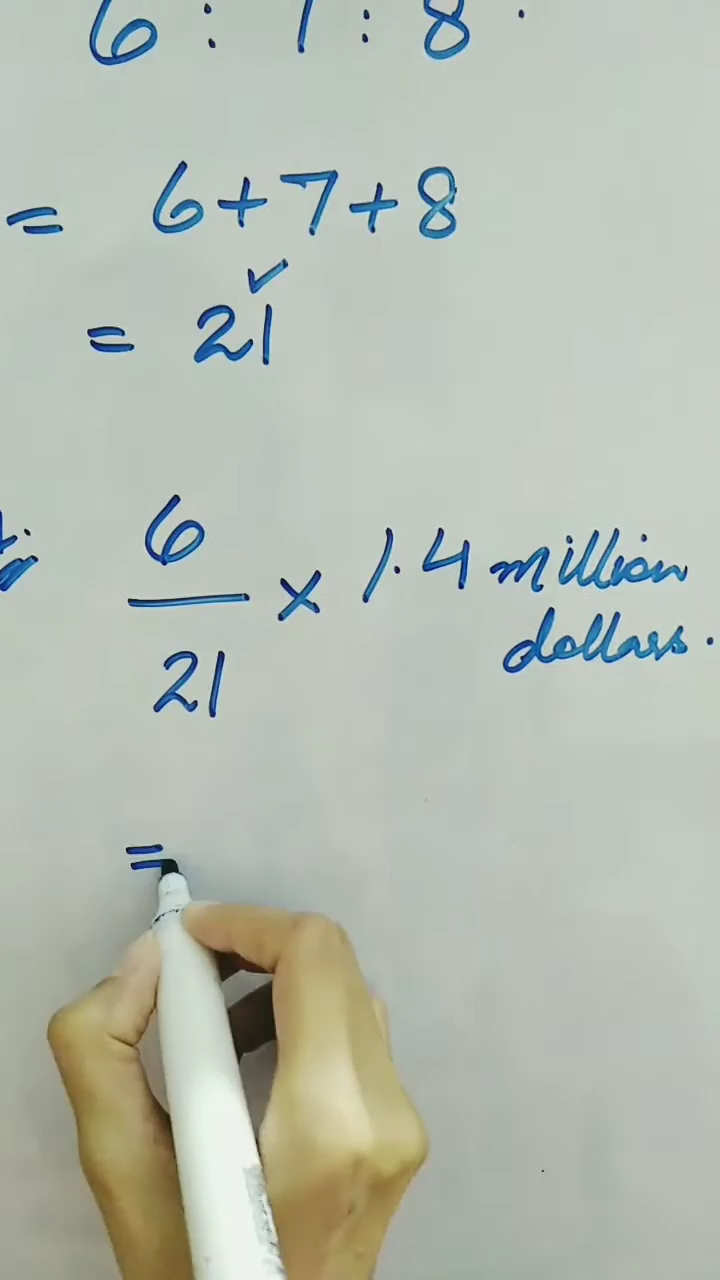 6 : 7 : 8 .
= 6+7+8
= 21 ✓
6/21 × 1.4 million
dollars.
=